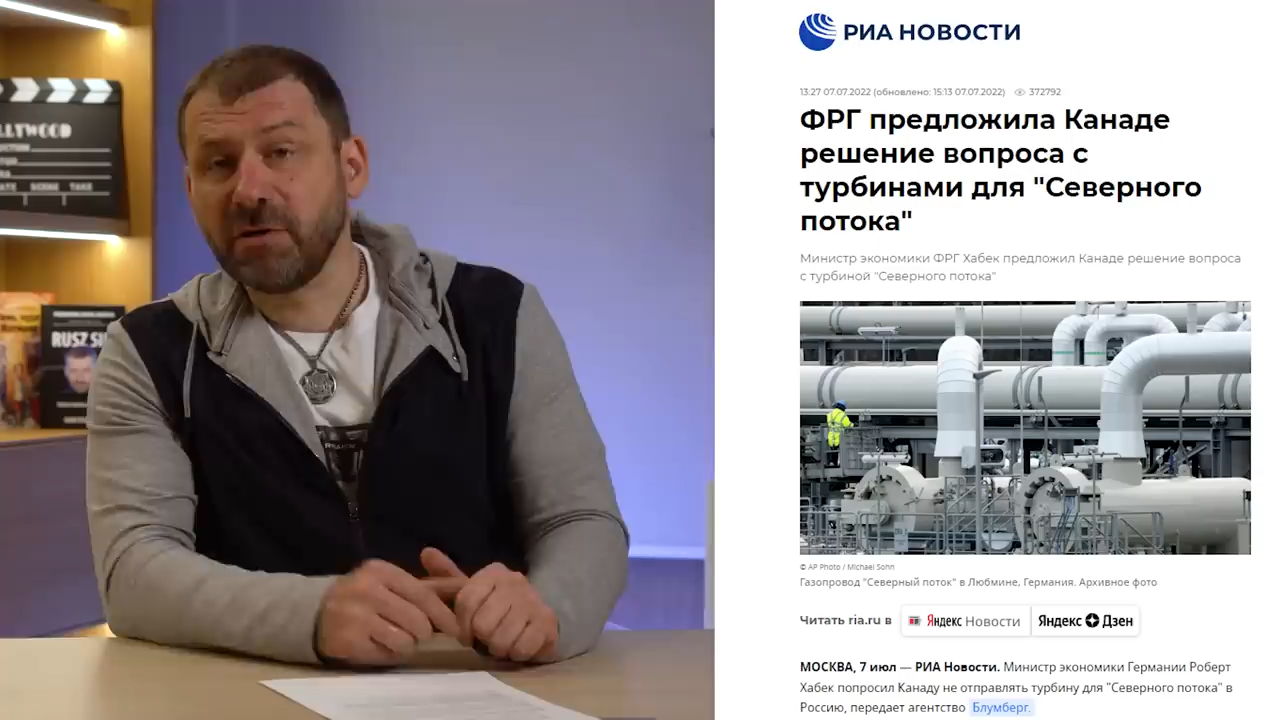 LLYWOOD
SCENE
TAKE
RUSZ
РИА НОВОСТИ
13:27 07.07.2022 (обновлено: 15:13 07.07.2022) 372792
ФРГ предложила Канаде
решение вопроса с
турбинами для "Северного
потока"
Министр экономики ФРГ Хабек предложил Канаде решение вопроса
с турбиной "Северного потока"
© AP Photo / Michael Sohn
Газопровод "Северный поток" в Любмине, Германия. Архивное фото
Читать ria.ru в Яндекс Новости Яндекс Дзен
МОСКВА, 7 июл — РИА Новости. Министр экономики Германии Роберт
Хабек попросил Канаду не отправлять турбину для "Северного потока" в
Россию, передает агентство Блумберг.